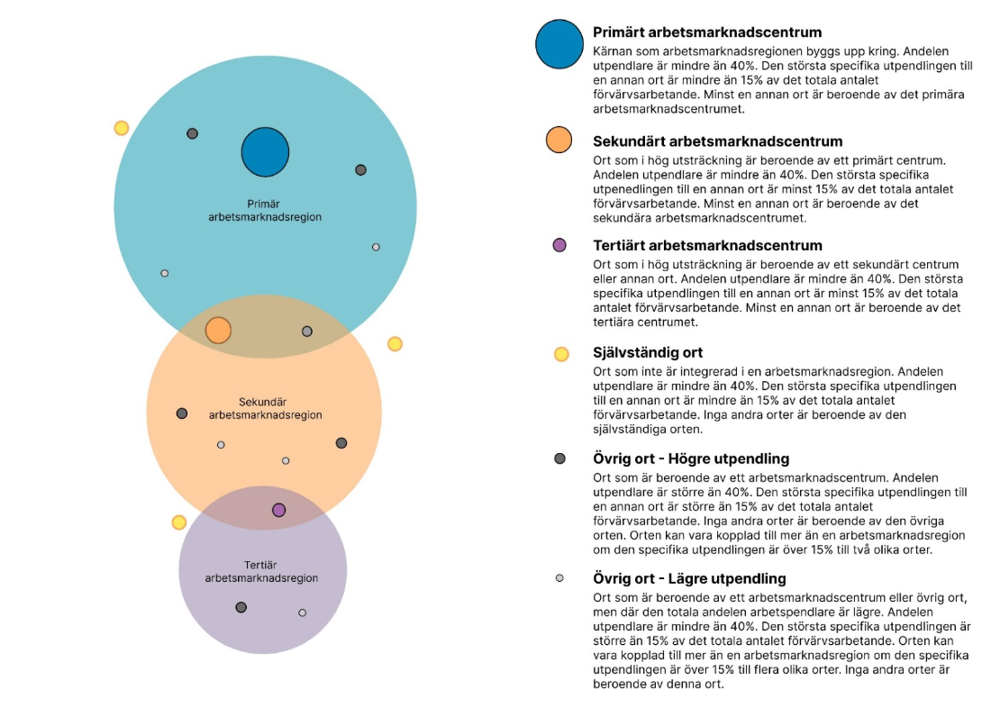 Primär
arbetsmarknadsregion
Sekundär
arbetsmarknadsregion
Tertiär
arbetsmarknadsregion
Primärt arbetsmarknadscentrum
Kärnan som arbetsmarknadsregionen byggs upp kring. Andelen
utpendlare är mindre än 40%. Den största specifika utpendlingen till
en annan ort är mindre än 15% av det totala antalet
förvärvsarbetande. Minst en annan ort är beroende av det primära
arbetsmarknadscentrumet.
Sekundärt arbetsmarknadscentrum
Ort som i hög utsträckning är beroende av ett primärt centrum.
Andelen utpendlare är mindre än 40%. Den största specifika
utpenedlingen till en annan ort är minst 15% av det totala antalet
förvärvsarbetande. Minst en annan ort är beroende av det
sekundära arbetsmarknadscentrumet.
Tertiärt arbetsmarknadscentrum
Ort som i hög utsträckning är beroende av ett sekundärt centrum
eller annan ort. Andelen utpendlare är mindre än 40%. Den största
specifika utpendlingen till en annan ort är minst 15% av det totala
antalet förvärvsarbetande. Minst en annan ort är beroende av det
tertiära centrumet.
Självständig ort
Ort som inte är integrerad i en arbetsmarknadsregion. Andelen
utpendlare är mindre än 40%. Den största specifika utpendlingen
till en annan ort är mindre än 15% av det totala antalet
förvärvsarbetande. Inga andra orter är beroende av den
självständiga orten.
Övrig ort - Högre utpendling
Ort som är beroende av ett arbetsmarknadscentrum. Andelen
utpendlare är större än 40%. Den största specifika utpendlingen till
en annan ort är större än 15% av det totala antalet
förvärvsarbetande. Inga andra orter är beroende av den övriga
orten. Orten kan vara kopplad till mer än en arbetsmarknadsregion
om den specifika utpendlingen är över 15% till två olika orter.
Övrig ort - Lägre utpendling
Ort som är beroende av ett arbetsmarknadscentrum eller övrig ort,
men där den totala andelen arbetspendlare är lägre. Andelen
utpendlare är mindre än 40%. Den största specifika utpendlingen är
större än 15% av det totala antalet förvärvsarbetande. Orten kan
vara kopplad till mer än en arbetsmarknadsregion om den specifika
utpendlingen är över 15% till flera olika orter. Inga andra orter är
beroende av denna ort.